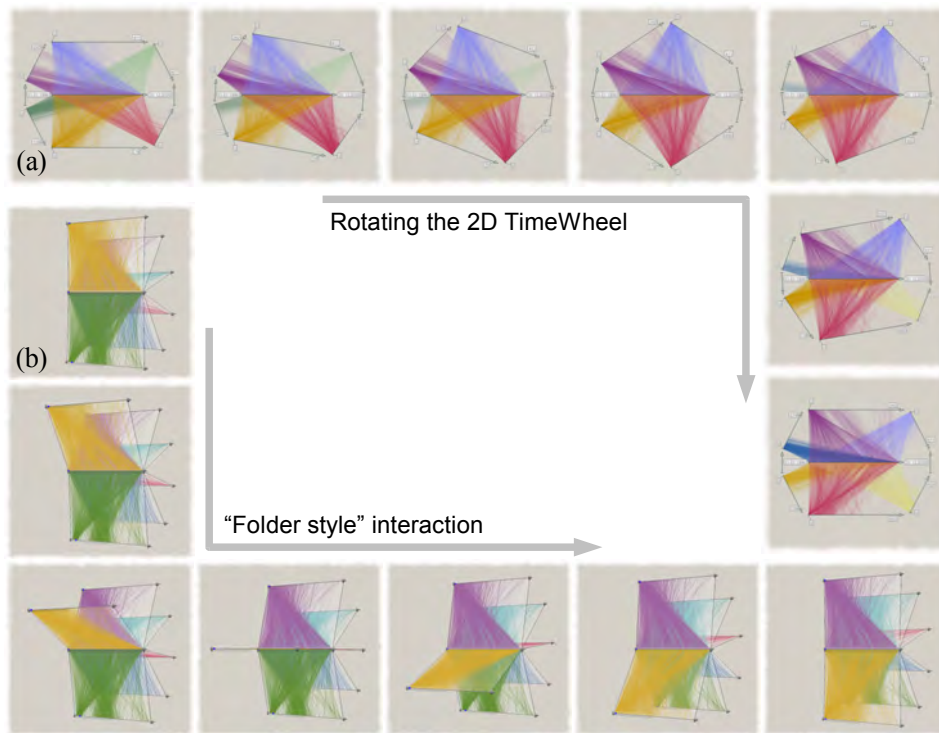 (a)
Rotating the 2D TimeWheel
(b)
“Folder style” interaction